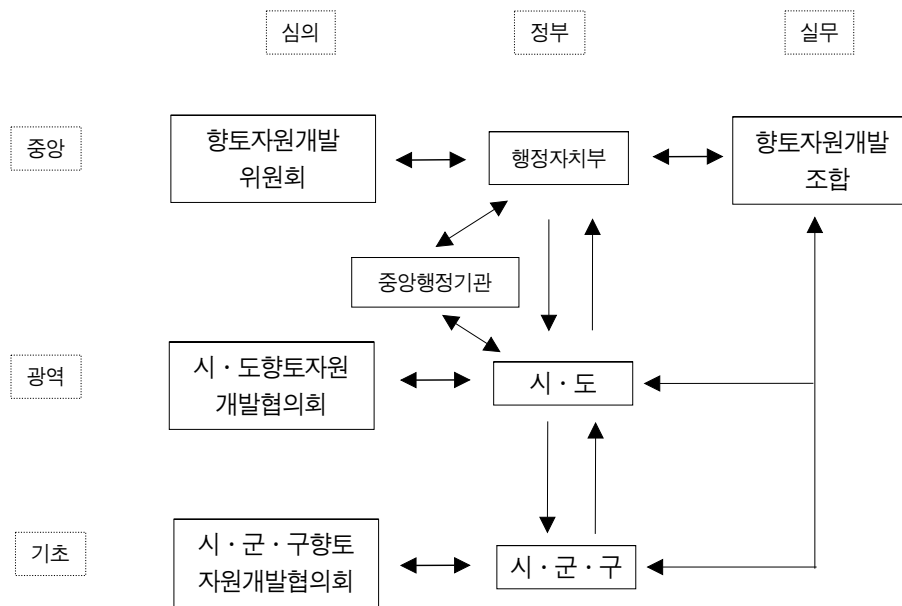 심의
정부
실무
중앙
향토자원개발
위원회
행정자치부
향토자원개발
조합
중앙행정기관
광역
시·도향토자원
개발협의회
시·도
기초
시·군·구향토
자원개발협의회
시·군·구